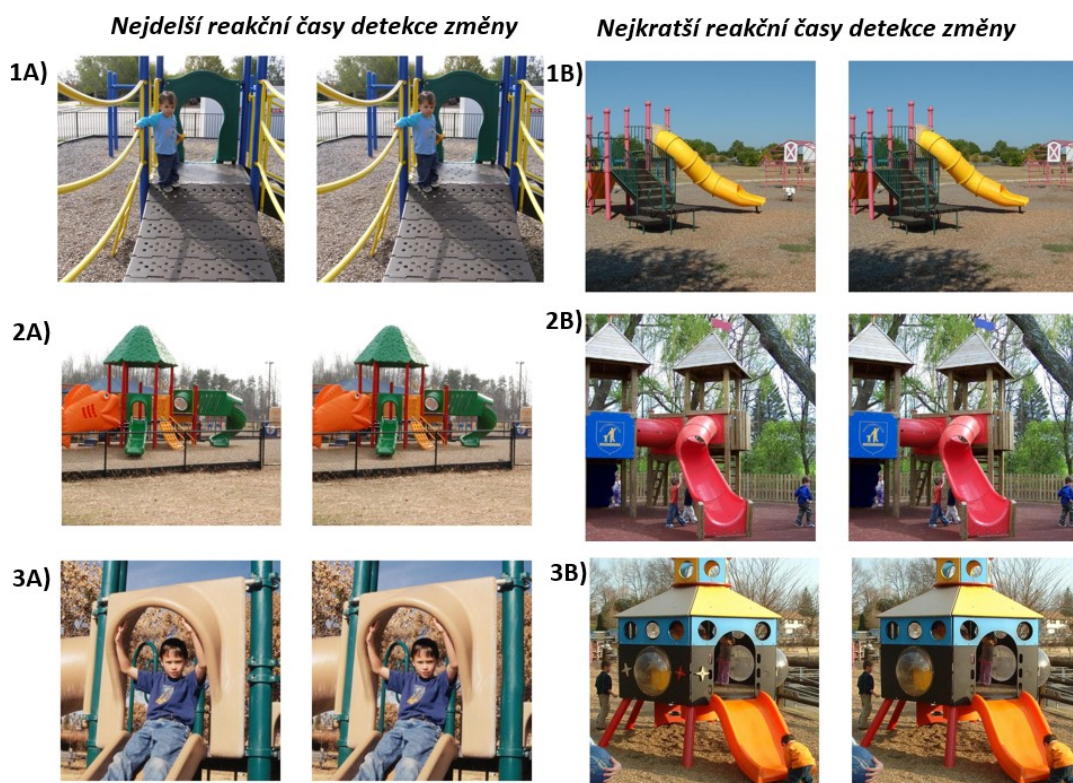 Nejdelší reakční časy detekce změny
Nejkratší reakční časy detekce změny
1A)
1B)
2A)
2B)
3A)
3B)